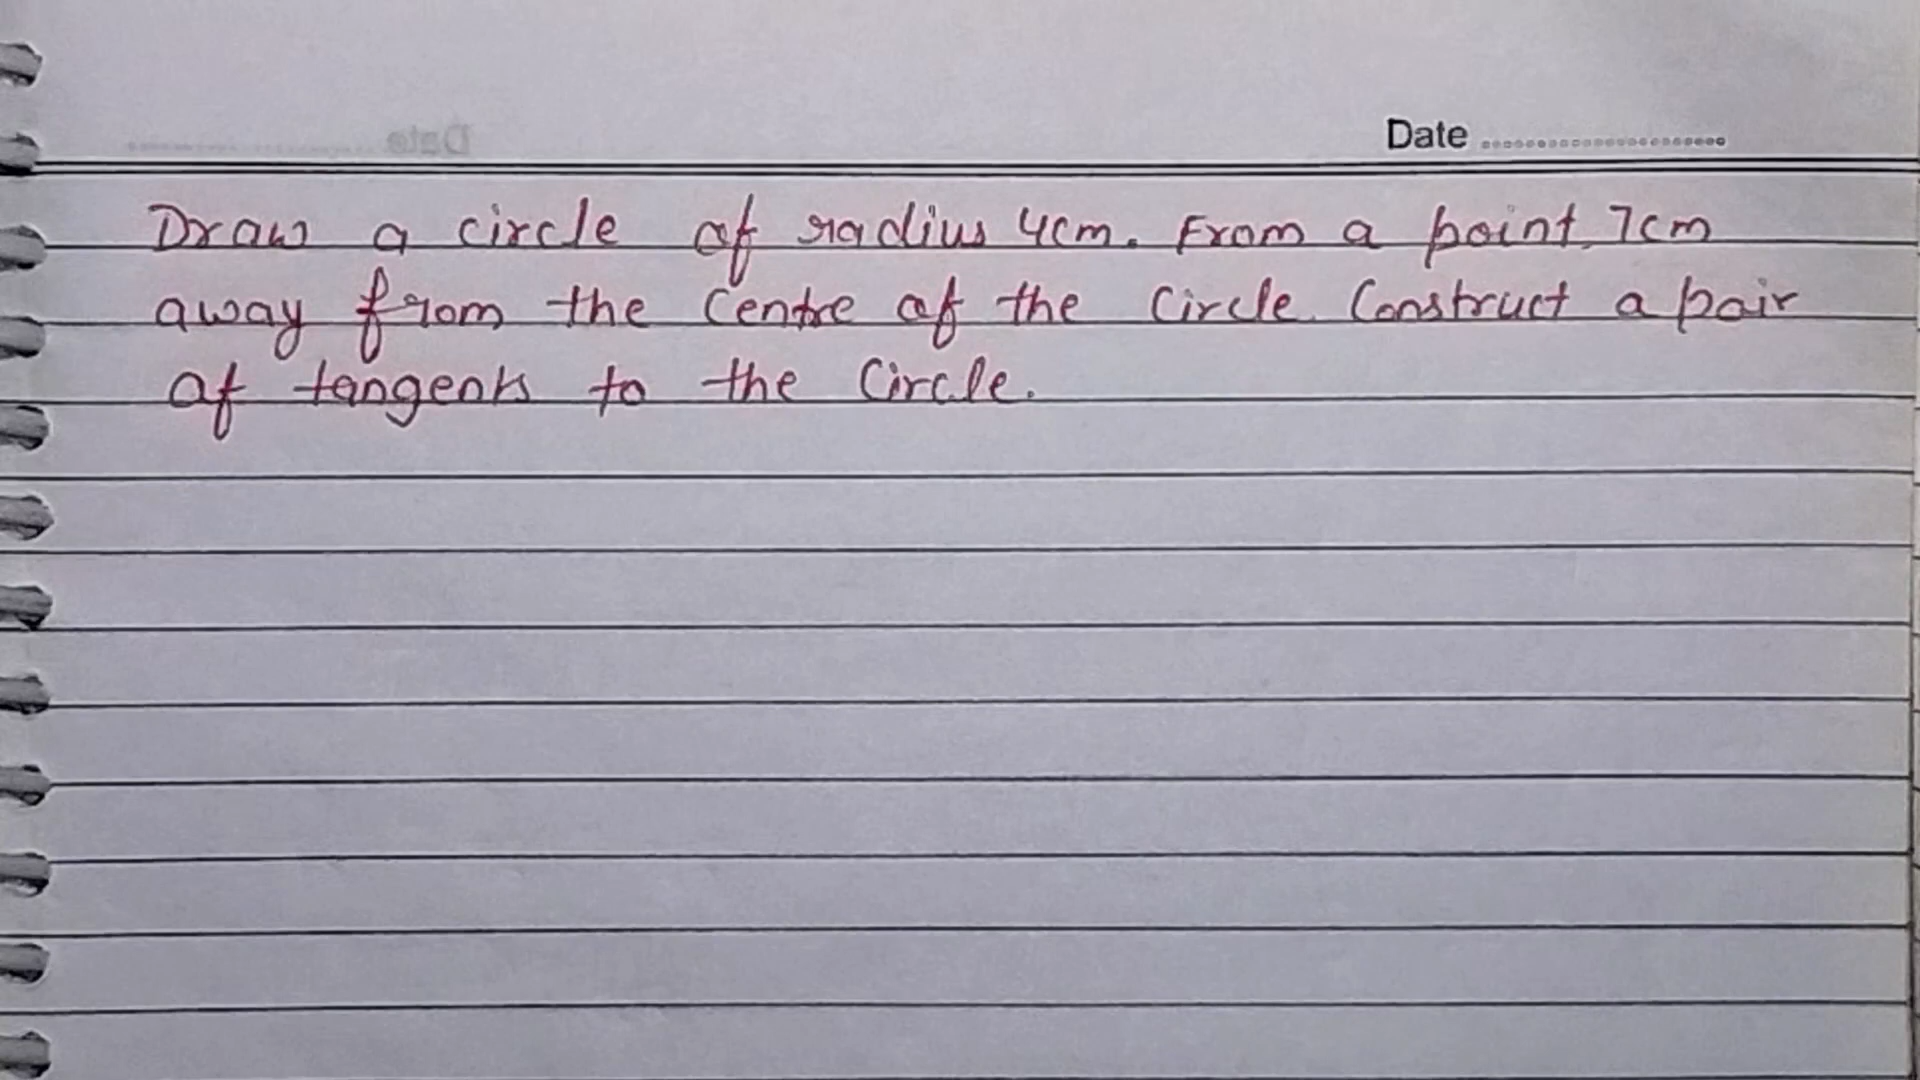 Date
Draw a circle of radius 4cm. From a point 7cm
away from the Centre of the Circle. Construct a pair
of tangents to the Circle.